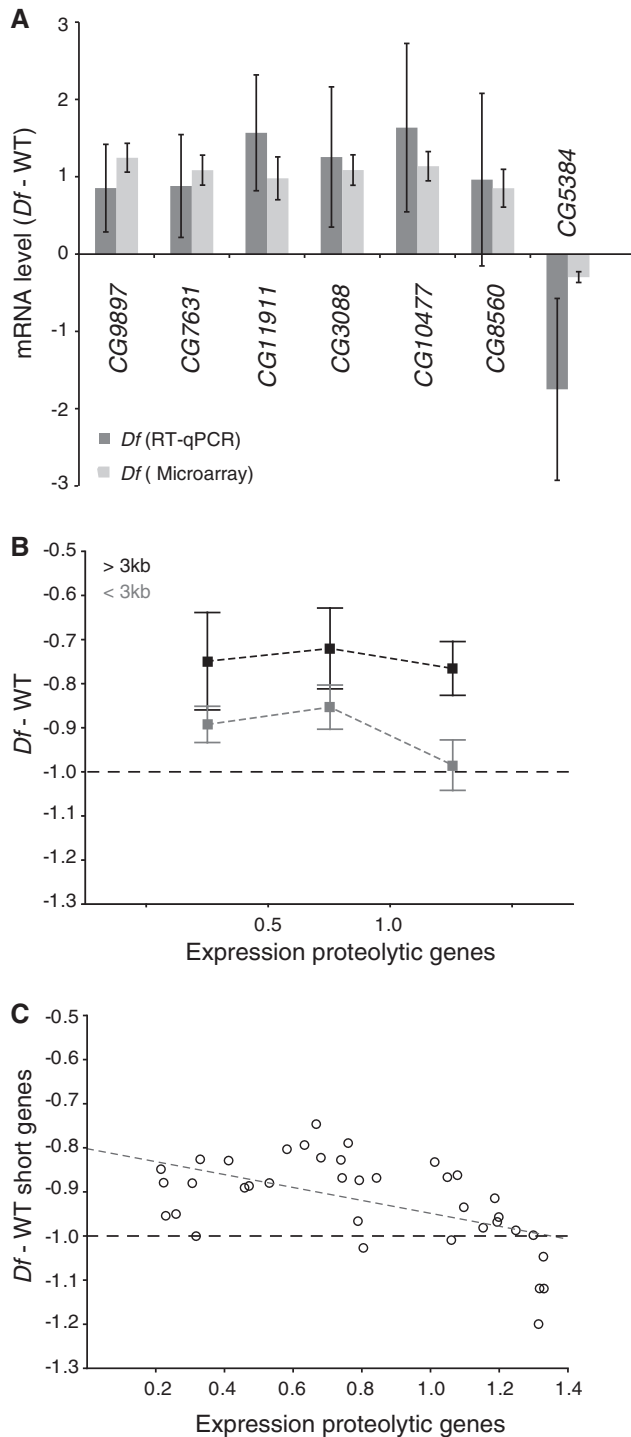 A
mRNA level (Df - WT)
3
2
1
0
-1
-2
-3
CG9897
CG7631
CG11911
CG3088
CG10477
CG8560
CG5384
Df (RT-qPCR)
Df ( Microarray)
B
Df - WT
-0.5
-0.6
-0.7
-0.8
-0.9
-1.0
-1.1
-1.2
-1.3
> 3kb
< 3kb
0.5
1.0
Expression proteolytic genes
C
Df - WT short genes
-0.5
-0.6
-0.7
-0.8
-0.9
-1.0
-1.1
-1.2
-1.3
0.2
0.4
0.6
0.8
1.0
1.2
1.4
Expression proteolytic genes